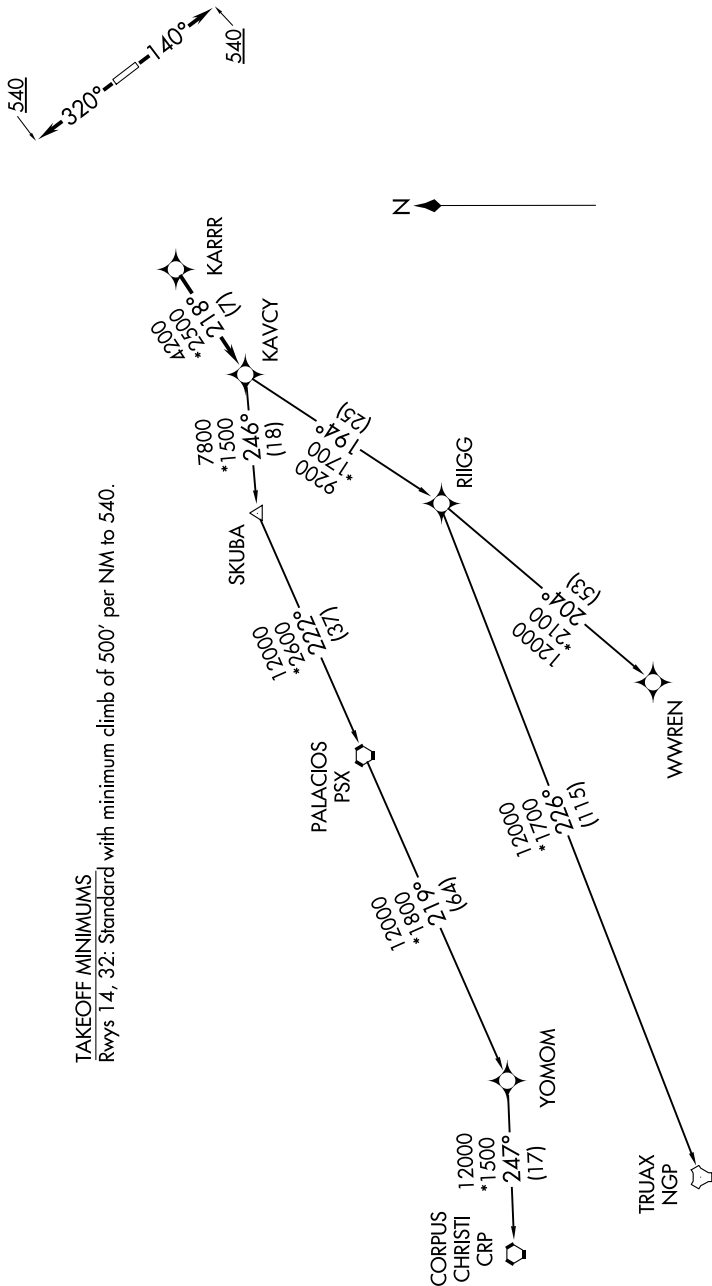 TAKEOFF MINIMUMS
Rwys 14, 32: Standard with minimum climb of 500' per NM to 540.
540
320°
140°
540
N
KARRR
4200
*2500
218°
(7)
KAVCY
7800
*1500
246°
(18)
SKUBA
9200
*1700
194°
(25)
RIIGG
12000
*2600
222°
(37)
PALACIOS
PSX
12000
*2100
204°
(53)
WWREN
12000
*1700
226°
(115)
12000
*1800
219°
(64)
YOMOM
12000
*1500
247°
(17)
CORPUS
CHRISTI
CRP
TRUAX
NGP